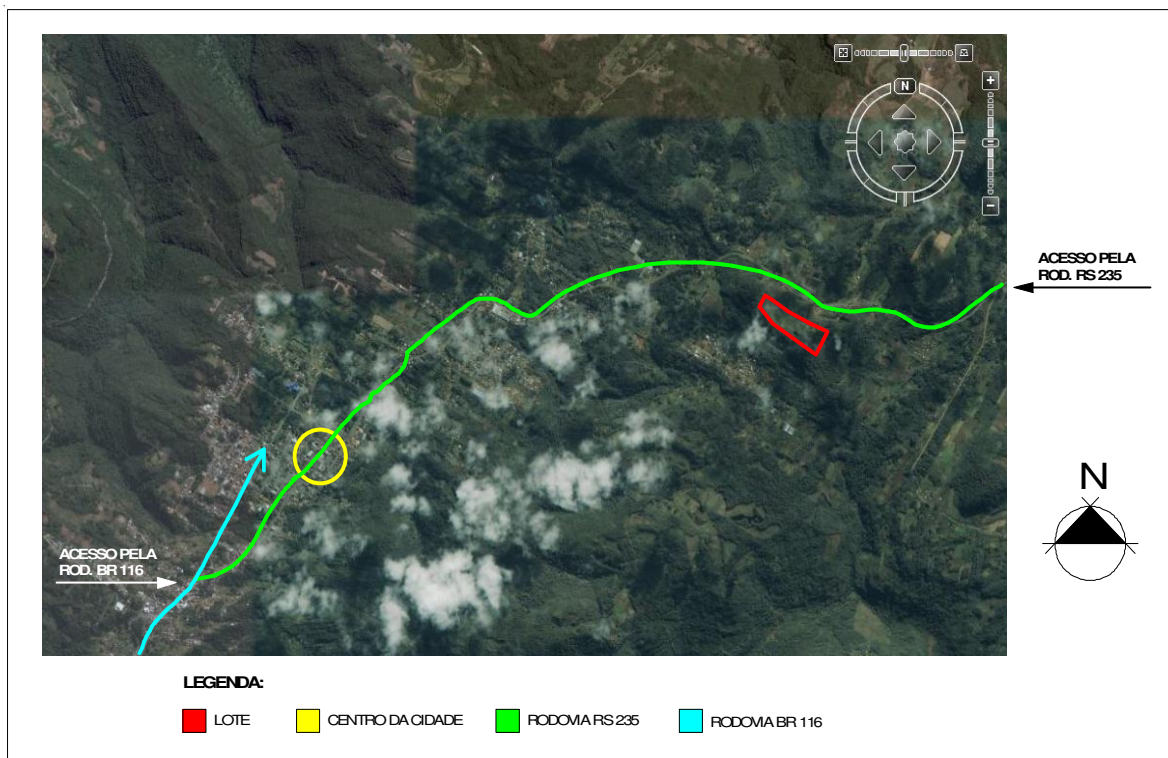 N
+
−
ACESSO PELA
ROD. RS 235
N
ACESSO PELA
ROD. BR 116
LEGENDA:
LOTE
CENTRO DA CIDADE
RODOVIA RS 235
RODOVIA BR 116